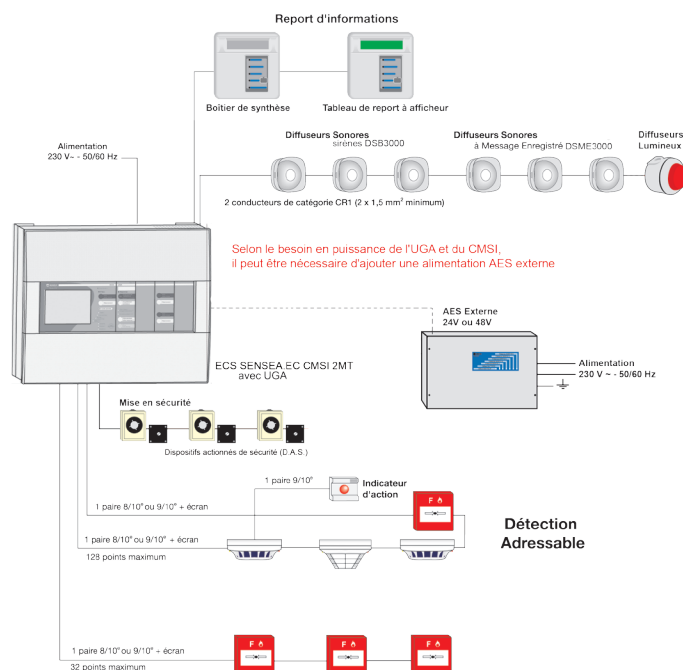 Report d'informations
Boîtier de synthèse
Tableau de report à afficheur
Alimentation
230 V~ - 50/60 Hz
Diffuseurs Sonores
sirènes DSB3000
Diffuseurs Sonores
à Message Enregistré DSME3000
Diffuseurs
Lumineux
2 conducteurs de catégorie CR1 (2 x 1,5 mm² minimum)
Selon le besoin en puissance de l'UGA et du CMSI,
il peut être nécessaire d'ajouter une alimentation AES externe
AES Externe
24V ou 48V
Alimentation
230 V ~ - 50/60 Hz
ECS SENSEA EC CMSI 2MT
avec UGA
Mise en sécurité
Dispositifs actionnés de sécurité (D.A.S.)
1 paire 9/10°
Indicateur
d'action
1 paire 8/10° ou 9/10° + écran
F
Détection
Adressable
1 paire 8/10° ou 9/10° + écran
128 points maximum
1 paire 8/10° ou 9/10° + écran
32 points maximum
F
F
F